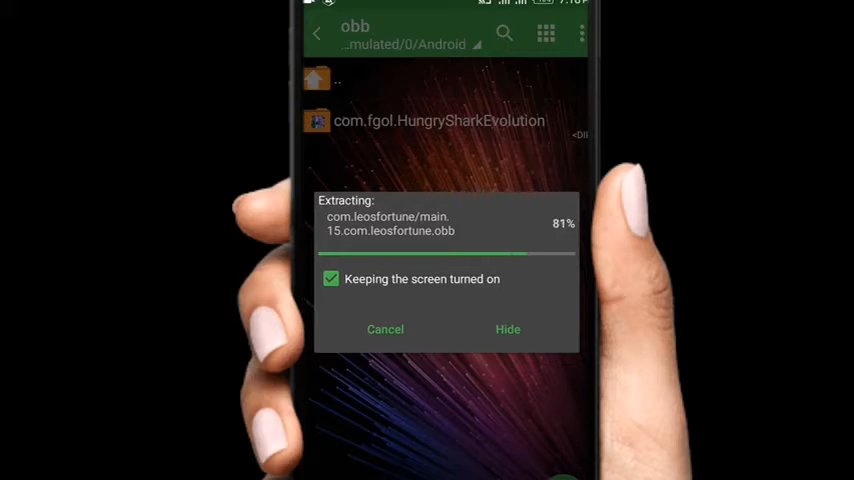 obb
...mulated/0/Android
..
com.fgol.HungrySharkEvolution
<DI
Extracting:
com.leosfortune/main.
15.com.leosfortune.obb
81%
Keeping the screen turned on
Cancel
Hide